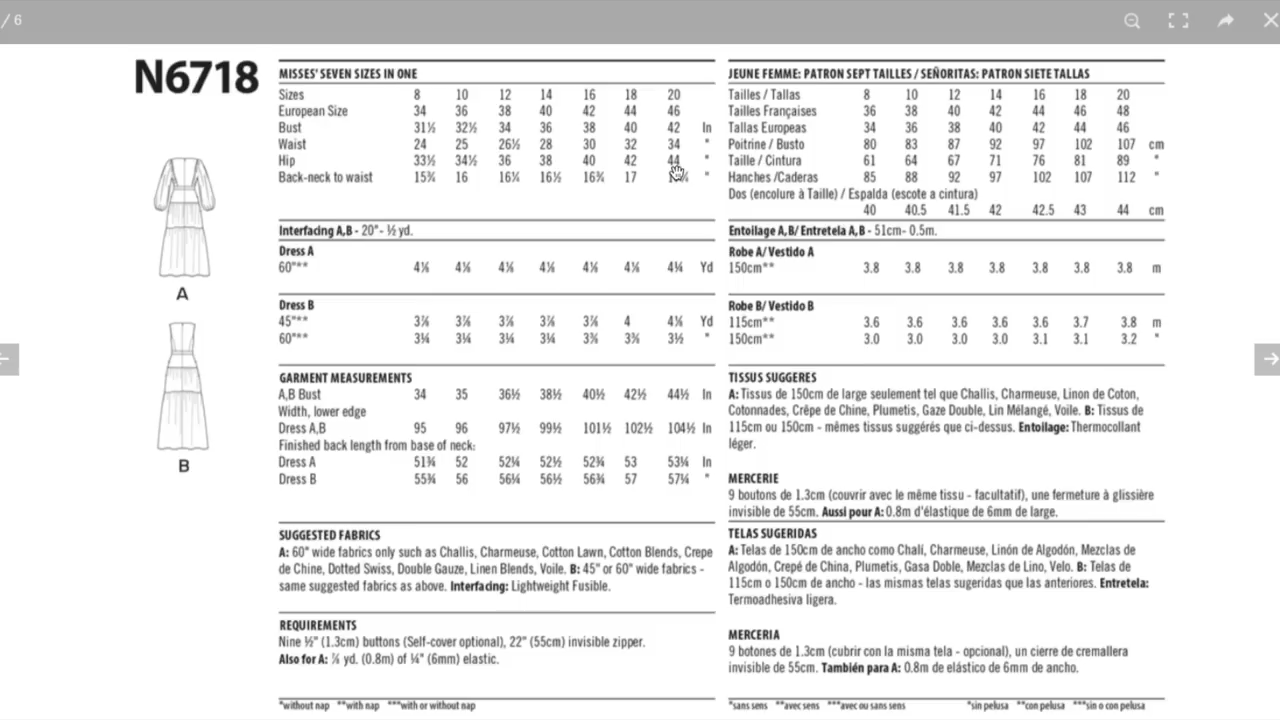 / 6
N6718
A
B
MISSES' SEVEN SIZES IN ONE
Sizes 8 10 12 14 16 18 20
European Size 34 36 38 40 42 44 46
Bust 31½ 32½ 34 36 38 40 42 In
Waist 24 25 26½ 28 30 32 34 "
Hip 33½ 34½ 36 38 40 42 44 "
Back-neck to waist 15¾ 16 16¼ 16½ 16¾ 17 "
Interfacing A,B - 20"- ½ yd.
Dress A
60"** Yd
Dress B
45"** 3⅞ 3⅞ 3⅞ 3⅞ 3⅞ 4 4⅛ Yd
60"** 3¼ 3¼ 3¼ 3¼ 3⅜ 3⅜ 3½ "
GARMENT MEASUREMENTS
A,B Bust 34 35 36½ 38½ 40½ 42½ 44½ In
Width, lower edge
Dress A,B 95 96 97½ 99½ 101½ 102½ 104½ In
Finished back length from base of neck:
Dress A 51¾ 52 52¼ 52½ 52¾ 53 53¼ In
Dress B 55¾ 56 56¼ 56½ 56¾ 57 57¼ "
SUGGESTED FABRICS
A: 60" wide fabrics only such as Challis, Charmeuse, Cotton Lawn, Cotton Blends, Crepe
de Chine, Dotted Swiss, Double Gauze, Linen Blends, Voile. B: 45" or 60" wide fabrics -
same suggested fabrics as above. Interfacing: Lightweight Fusible.
REQUIREMENTS
Nine ½" (1.3cm) buttons (Self-cover optional), 22" (55cm) invisible zipper.
Also for A: ⅞ yd. (0.8m) of ¼" (6mm) elastic.
*without nap **with nap ***with or without nap
JEUNE FEMME: PATRON SEPT TAILLES / SEÑORITAS: PATRON SIETE TALLAS
Tailles / Tallas 8 10 12 14 16 18 20
Tailles Françaises 36 38 40 42 44 46 48
Tallas Europeas 34 36 38 40 42 44 46
Poitrine / Busto 80 83 87 92 97 102 107 cm
Taille / Cintura 61 64 67 71 76 81 89 "
Hanches /Caderas 85 88 92 97 102 107 112 "
Dos (encolure à Taille) / Espalda (escote a cintura)
40 40.5 41.5 42 42.5 43 44 cm
Entoilage A,B/ Entretela A,B - 51cm- 0.5m.
Robe A/ Vestido A
150cm** 3.8 3.8 3.8 3.8 3.8 3.8 3.8 m
Robe B/ Vestido B
115cm** 3.6 3.6 3.6 3.6 3.6 3.7 3.8 m
150cm** 3.0 3.0 3.0 3.0 3.1 3.1 3.2 "
TISSUS SUGGERES
A: Tissus de 150cm de large seulement tel que Challis, Charmeuse, Linon de Coton,
Cotonnades, Crêpe de Chine, Plumetis, Gaze Double, Lin Mélangé, Voile. B: Tissus de
115cm ou 150cm - mêmes tissus suggérés que ci-dessus. Entoilage: Thermocollant
léger.
MERCERIE
9 boutons de 1.3cm (couvrir avec le même tissu - facultatif), une fermeture à glissière
invisible de 55cm. Aussi pour A: 0.8m d'élastique de 6mm de large.
TELAS SUGERIDAS
A: Telas de 150cm de ancho como Chalí, Charmeuse, Linón de Algodón, Mezclas de
Algodón, Crepé de China, Plumetis, Gasa Doble, Mezclas de Lino, Velo. B: Telas de
115cm o 150cm de ancho - las mismas telas sugeridas que las anteriores. Entretela:
Termoadhesiva ligera.
MERCERIA
9 botones de 1.3cm (cubrir con la misma tela - opcional), un cierre de cremallera
invisible de 55cm. También para A: 0.8m de elástico de 6mm de ancho.
*sans sens **avec sens ***avec ou sans sens *sin pelusa **con pelusa ***sin o con pelusa